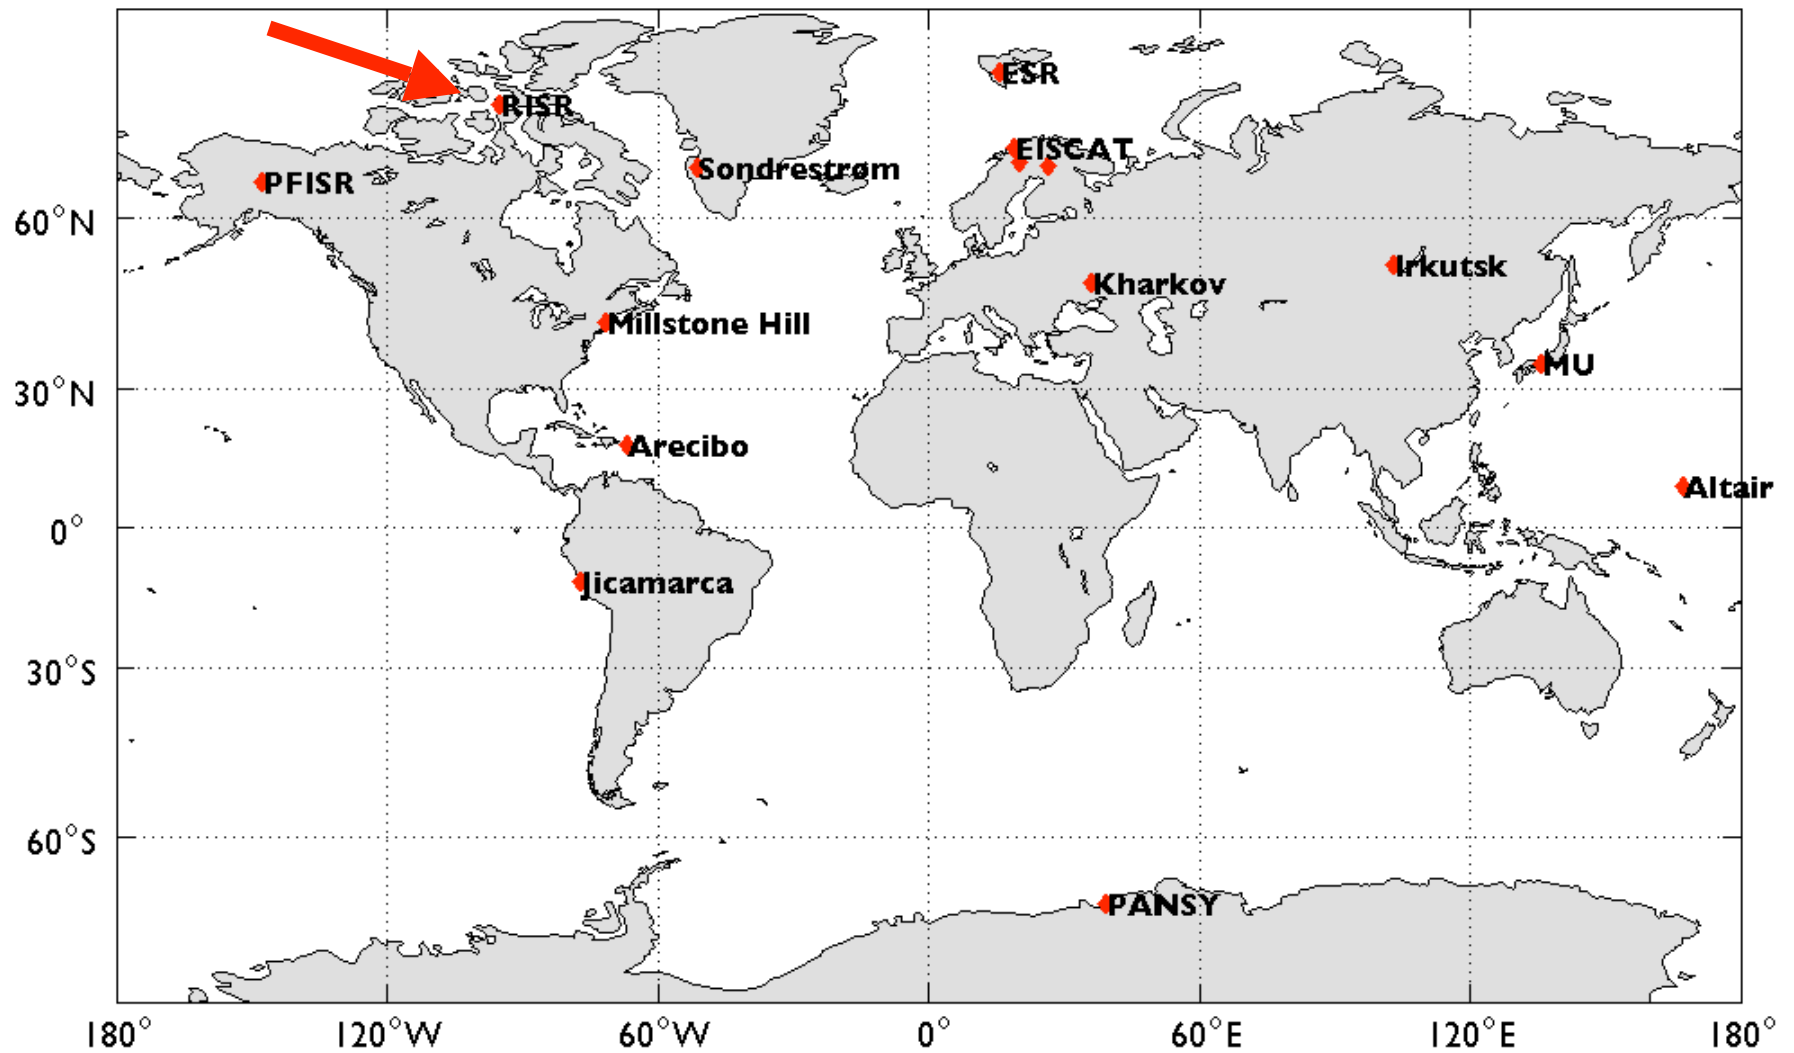 ESR
RISR
EISCAT
Sondrestrøm
PFISR
60°N
Irkutsk
Kharkov
Millstone Hill
MU
30°N
Arecibo
Altair
0°
Jicamarca
30°S
60°S
PANSY
180° 120°W 60°W 0° 60°E 120°E 180°